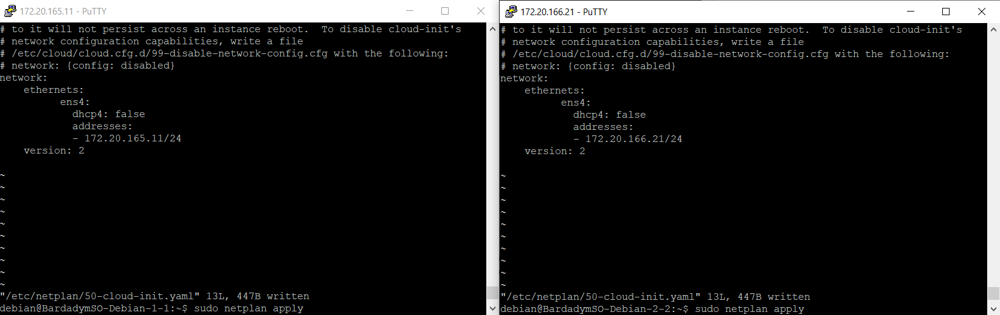 172.20.165.11 - PuTTY
# to it will not persist across an instance reboot.  To disable cloud-init's
# network configuration capabilities, write a file
# /etc/cloud/cloud.cfg.d/99-disable-network-config.cfg with the following:
# network: {config: disabled}
network:
    ethernets:
          ens4:
            dhcp4: false
            addresses:
            - 172.20.165.11/24
    version: 2
~
~
~
~
~
~
~
~
~
~
"/etc/netplan/50-cloud-init.yaml" 13L, 447B written
debian@BardadymSO-Debian-1-1:~$ sudo netplan apply
172.20.166.21 - PuTTY
# to it will not persist across an instance reboot.  To disable cloud-init's
# network configuration capabilities, write a file
# /etc/cloud/cloud.cfg.d/99-disable-network-config.cfg with the following:
# network: {config: disabled}
network:
    ethernets:
          ens4:
            dhcp4: false
            addresses:
            - 172.20.166.21/24
    version: 2
~
~
~
~
~
~
~
~
~
~
"/etc/netplan/50-cloud-init.yaml" 13L, 447B written
debian@BardadymSO-Debian-2-2:~$ sudo netplan apply